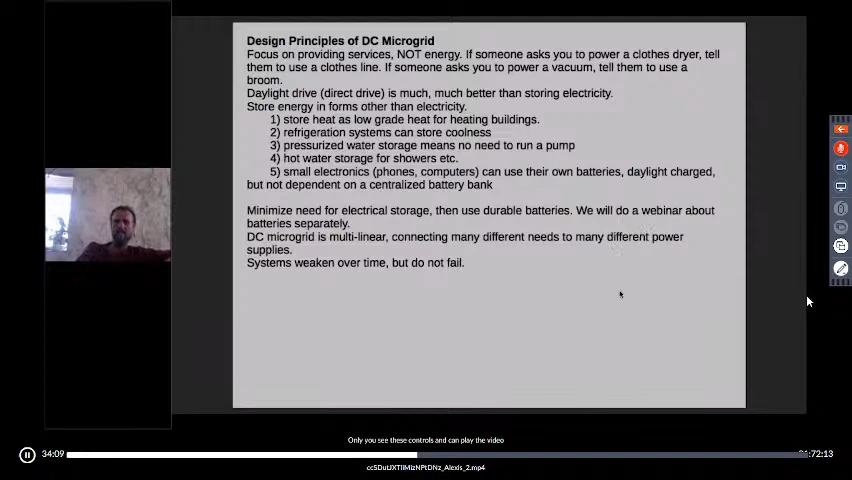 Design Principles of DC Microgrid
Focus on providing services, NOT energy. If someone asks you to power a clothes dryer, tell
them to use a clothes line. If someone asks you to power a vacuum, tell them to use a
broom.
Daylight drive (direct drive) is much, much better than storing electricity.
Store energy in forms other than electricity.
1) store heat as low grade heat for heating buildings.
2) refrigeration systems can store coolness
3) pressurized water storage means no need to run a pump
4) hot water storage for showers etc.
5) small electronics (phones, computers) can use their own batteries, daylight charged,
but not dependent on a centralized battery bank
Minimize need for electrical storage, then use durable batteries. We will do a webinar about
batteries separately.
DC microgrid is multi-linear, connecting many different needs to many different power
supplies.
Systems weaken over time, but do not fail.
Only you see these controls and can play the video
34:09